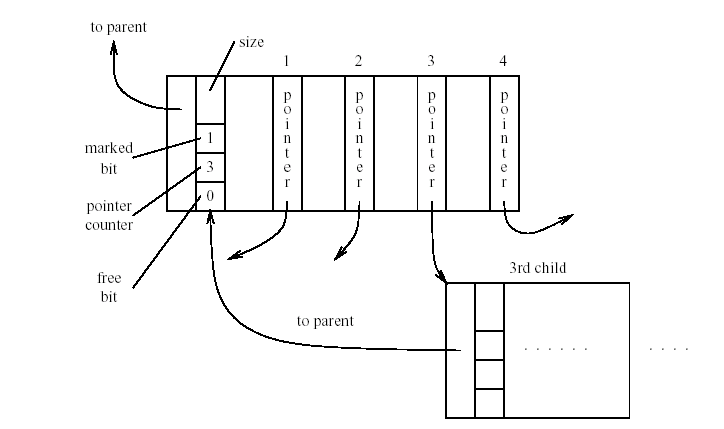 to parent
size
1 2 3 4
pointer pointer pointer pointer
1
marked
bit
3
pointer
counter
0
free
bit
3rd child
to parent
. . . . . . . . . .